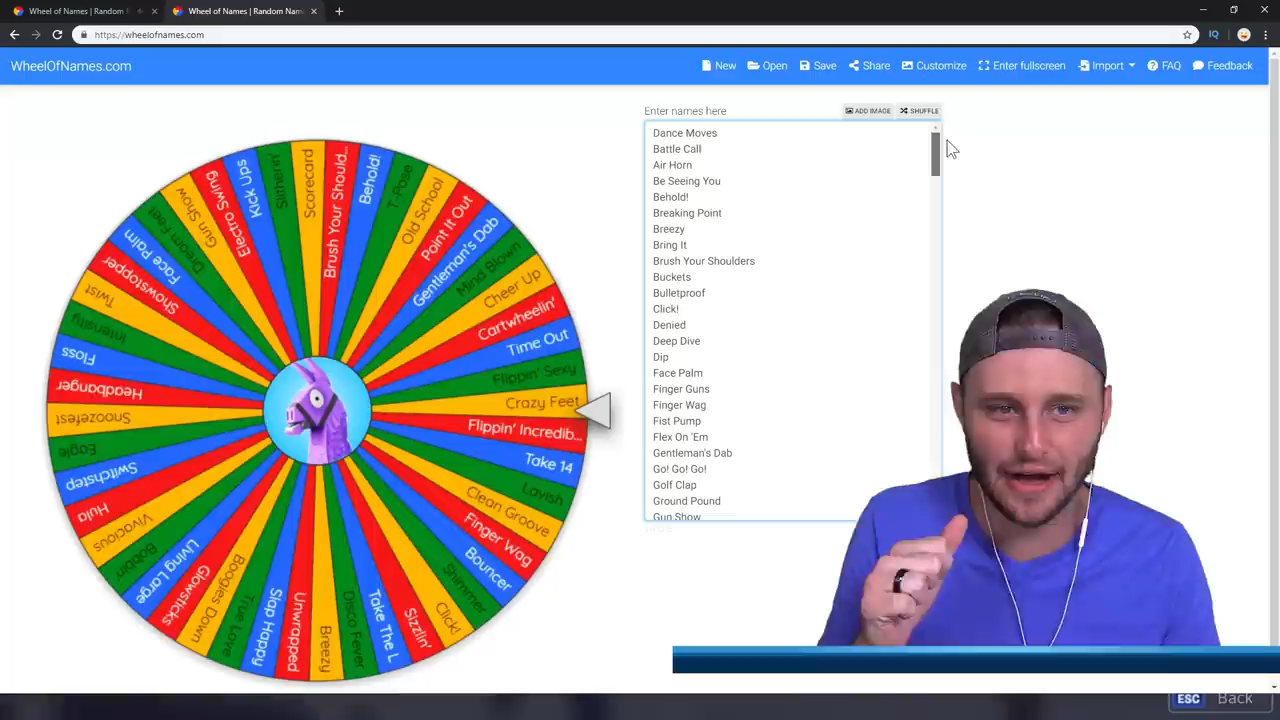 Wheel of Names | Random
Wheel of Names | Random Nam
https://wheelofnames.com
WheelOfNames.com
New
Open
Save
Share
Customize
Enter fullscreen
Import
FAQ
Feedback
Enter names here
ADD IMAGE
SHUFFLE
Dance Moves
Battle Call
Air Horn
Be Seeing You
Behold!
Breaking Point
Breezy
Bring It
Brush Your Shoulders
Buckets
Bulletproof
Click!
Denied
Deep Dive
Dip
Face Palm
Finger Guns
Finger Wag
Fist Pump
Flex On 'Em
Gentleman's Dab
Go! Go! Go!
Golf Clap
Ground Pound
Gun Show
Scorecard
Brush Your Should...
Behold!
T-Pose
Old School
Point It Out
Gentleman's Dab
Mind Blown
Cheer Up
Cartwheelin'
Time Out
Flippin' Sexy
Crazy Feet
Flippin' Incredib...
Take 14
Lavish
Clean Groove
Finger Wag
Bouncer
Shimmer
Click!
Sizzlin'
Take The L
Disco Fever
Breezy
Unwrapped
Slap Happy
True Love
Boogies Down
Glowsticks
Living Large
Bobbin'
Vivacious
Hula
Switchstep
Eagle
Snoozefest
Headbanger
Floss
Intensity
Twist
Showstopper
Face Palm
Dream Feet
Gun Show
Electro Swing
Kick Ups
Slitherin'
ESC Back